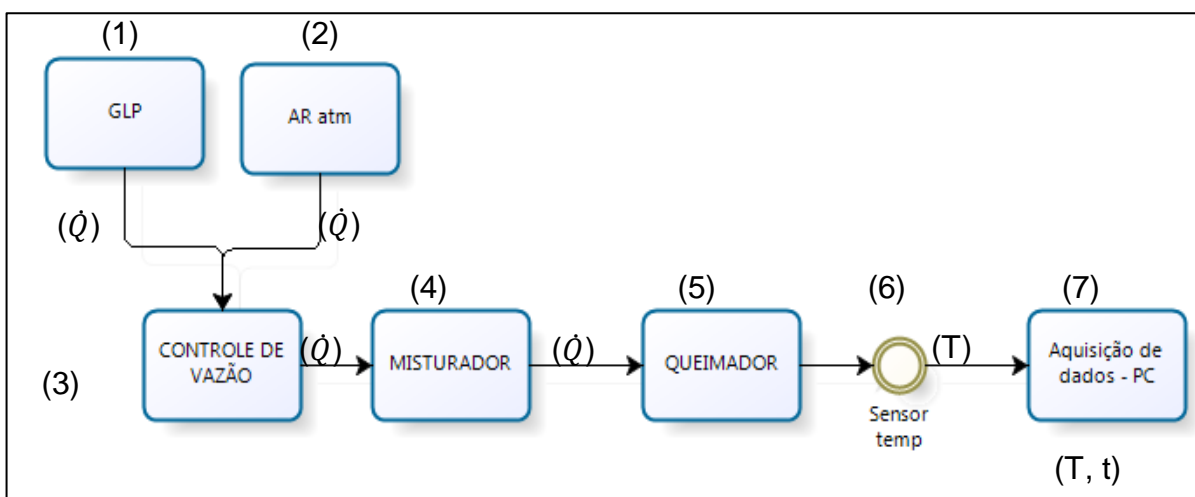 (1)
(2)
GLP
AR atm
(Q̇)
(Q̇)
(4)
(5)
(6)
(7)
CONTROLE DE
VAZÃO
(Q̇)
MISTURADOR
(Q̇)
QUEIMADOR
(T)
Aquisição de
dados - PC
(3)
Sensor
temp
(T, t)